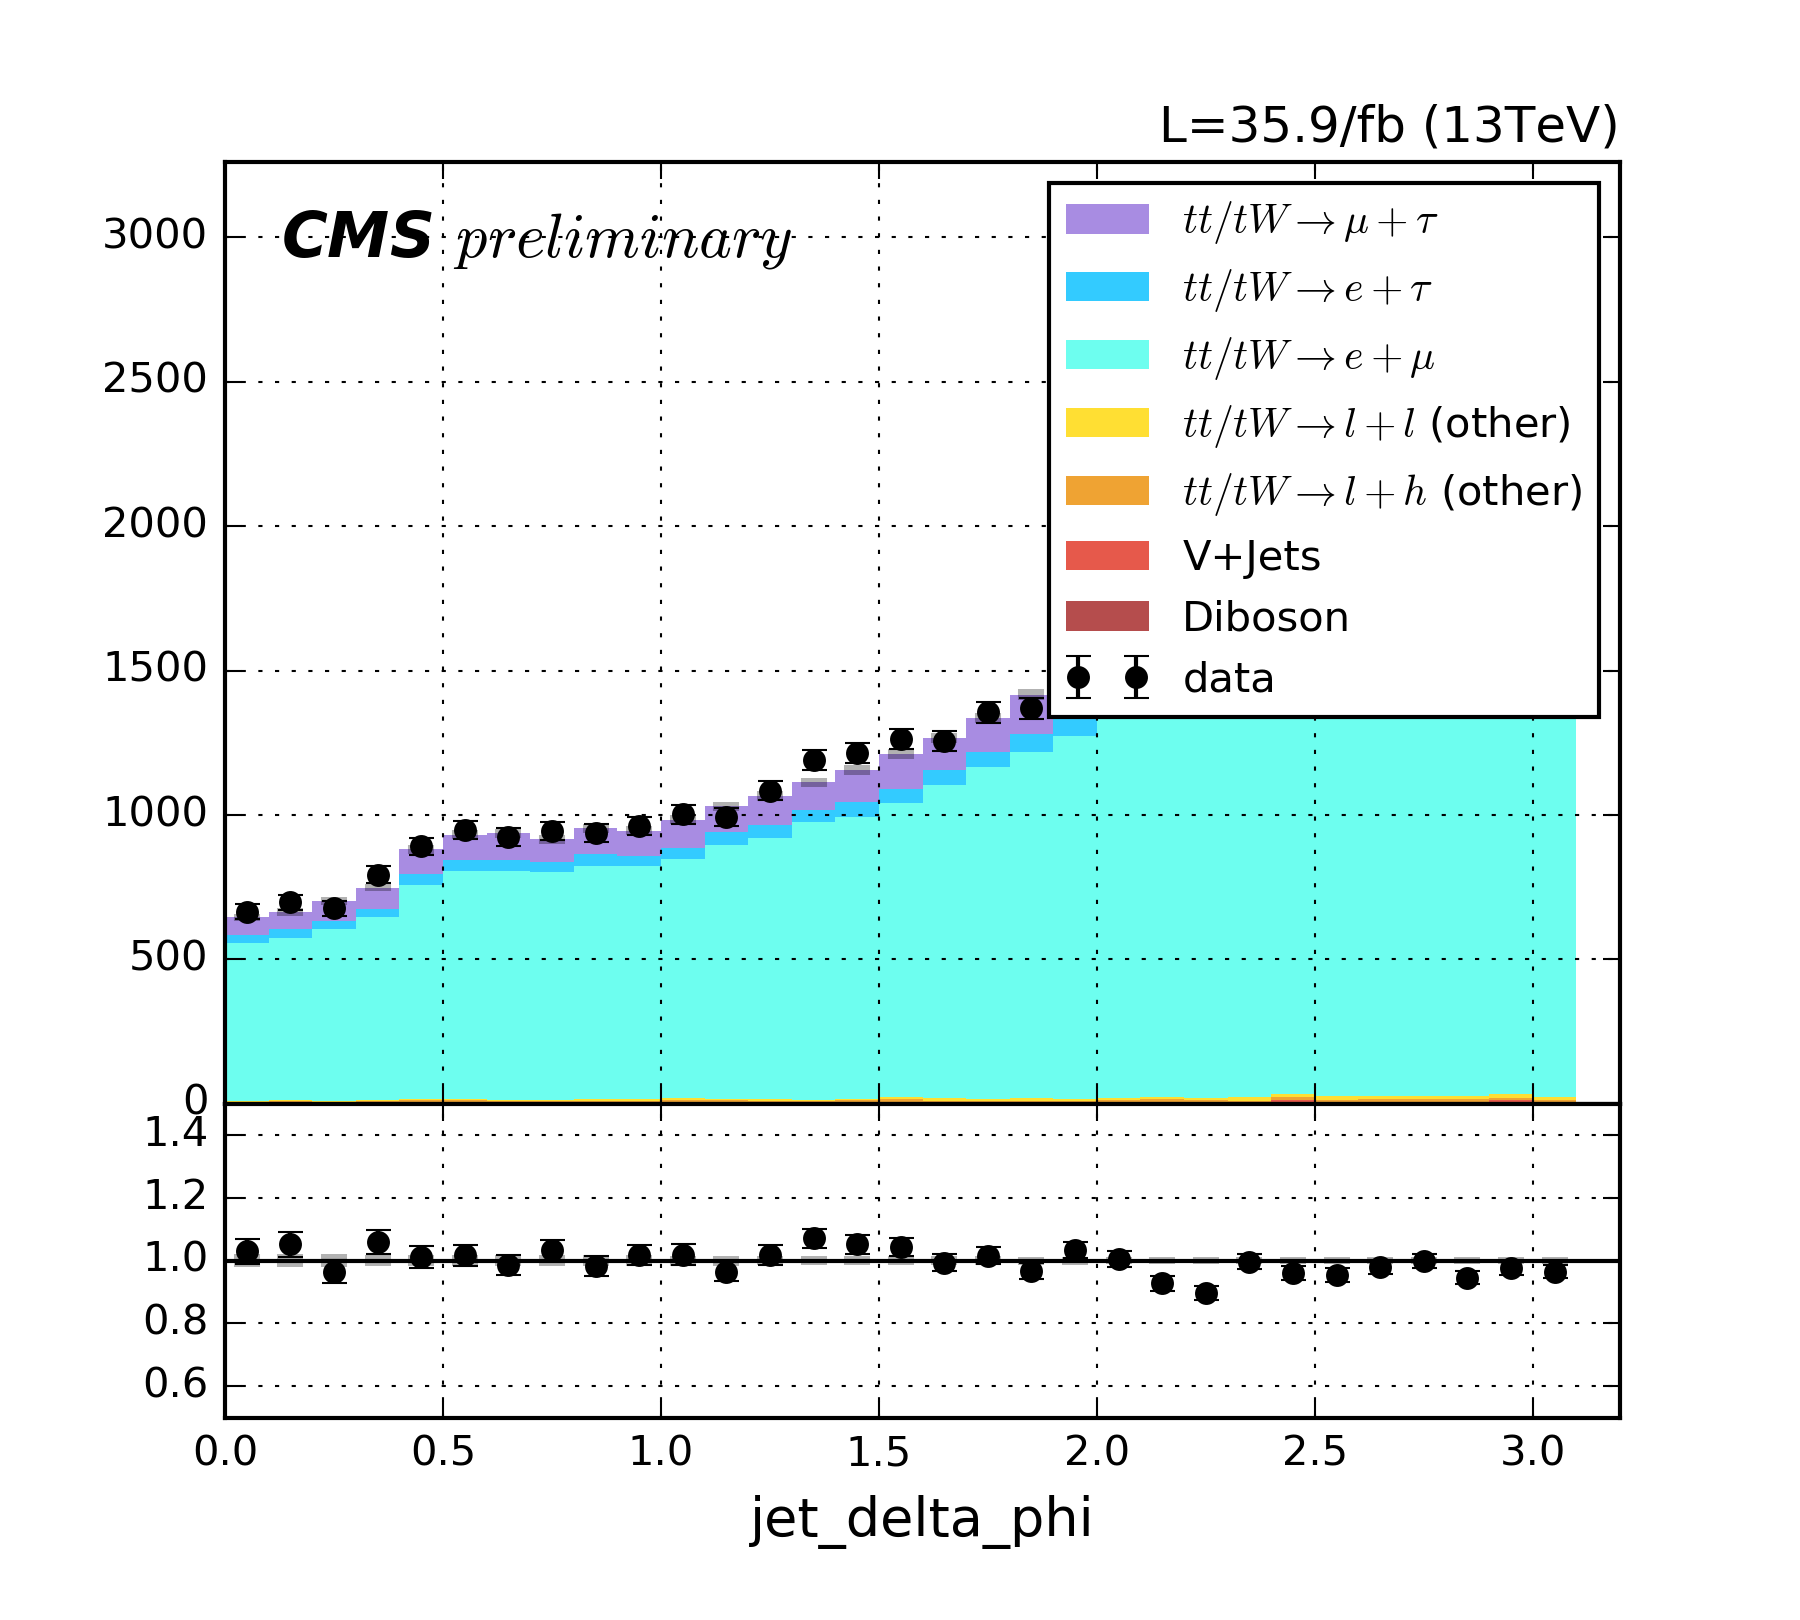 L=35.9/fb (13TeV)
CMS preliminary
3000
2500
2000
1500
1000
500
0
tt/tW→μ+τ
tt/tW→e+τ
tt/tW→e+μ
tt/tW→l+l (other)
tt/tW→l+h (other)
V+Jets
Diboson
data
1.4
1.2
1.0
0.8
0.6
0.0 0.5 1.0 1.5 2.0 2.5 3.0
jet_delta_phi